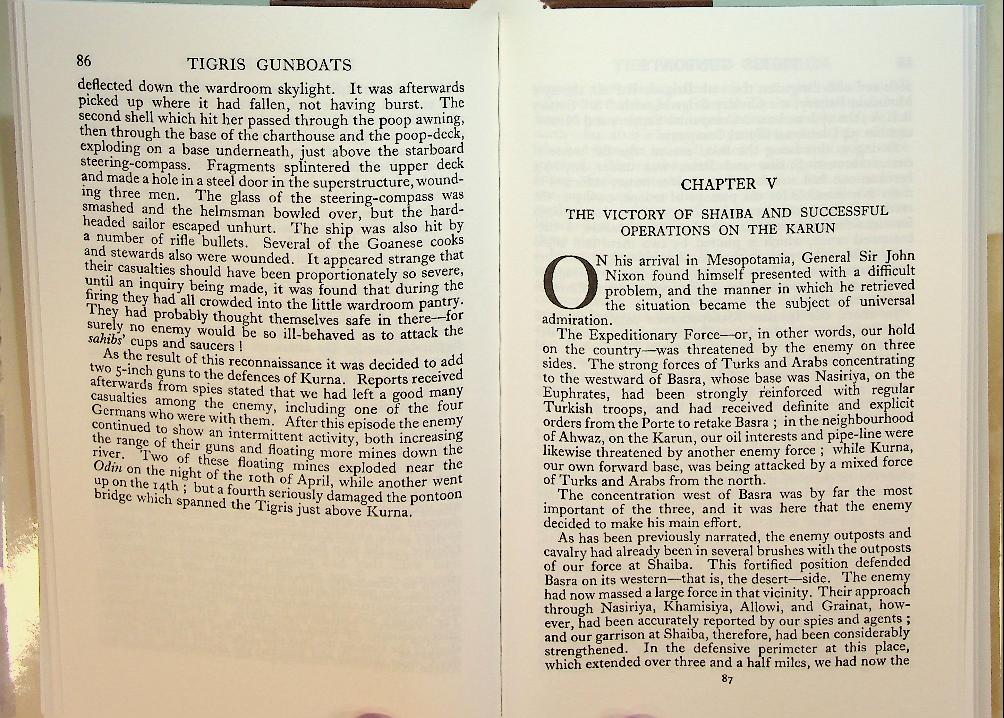 86
TIGRIS GUNBOATS
deflected down the wardroom skylight. It was afterwards
picked up where it had fallen, not having burst. The
second shell which hit her passed through the poop awning,
then through the base of the charthouse and the poop-deck,
exploding on a base underneath, just above the starboard
steering-compass. Fragments splintered the upper deck
and made a hole in a steel door in the superstructure, wound-
ing three men. The glass of the steering-compass was
smashed and the helmsman bowled over, but the hard-
headed sailor escaped unhurt. The ship was also hit by
a number of rifle bullets. Several of the Goanese cooks
and stewards also were wounded. It appeared strange that
their casualties should have been proportionately so severe,
until an inquiry being made, it was found that during the
firing they had all crowded into the little wardroom pantry.
They had probably thought themselves safe in there—for
surely no enemy would be so ill-behaved as to attack the
sahibs' cups and saucers !
As the result of this reconnaissance it was decided to add
two 5-inch guns to the defences of Kurna. Reports received
afterwards from spies stated that we had left a good many
casualties among the enemy, including one of the four
Germans who were with them. After this episode the enemy
continued to show an intermittent activity, both increasing
the range of their guns and floating more mines down the
river. Two of these floating mines exploded near the
Odin on the night of the 10th of April, while another went
up on the 14th ; but a fourth seriously damaged the pontoon
bridge which spanned the Tigris just above Kurna.
CHAPTER V
THE VICTORY OF SHAIBA AND SUCCESSFUL
OPERATIONS ON THE KARUN
ON his arrival in Mesopotamia, General Sir John
Nixon found himself presented with a difficult
problem, and the manner in which he retrieved
the situation became the subject of universal
admiration.
The Expeditionary Force—or, in other words, our hold
on the country—was threatened by the enemy on three
sides. The strong forces of Turks and Arabs concentrating
to the westward of Basra, whose base was Nasiriya, on the
Euphrates, had been strongly reinforced with regular
Turkish troops, and had received definite and explicit
orders from the Porte to retake Basra ; in the neighbourhood
of Ahwaz, on the Karun, our oil interests and pipe-line were
likewise threatened by another enemy force ; while Kurna,
our own forward base, was being attacked by a mixed force
of Turks and Arabs from the north.
The concentration west of Basra was by far the most
important of the three, and it was here that the enemy
decided to make his main effort.
As has been previously narrated, the enemy outposts and
cavalry had already been in several brushes with the outposts
of our force at Shaiba. This fortified position defended
Basra on its western—that is, the desert—side. The enemy
had now massed a large force in that vicinity. Their approach
through Nasiriya, Khamisiya, Allowi, and Grainat, how-
ever, had been accurately reported by our spies and agents ;
and our garrison at Shaiba, therefore, had been considerably
strengthened. In the defensive perimeter at this place,
which extended over three and a half miles, we had now the
87